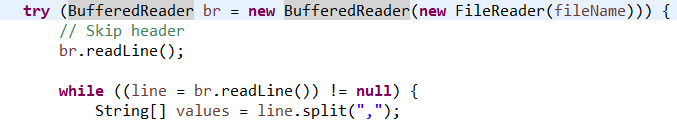 try (BufferedReader br = new BufferedReader(new FileReader(fileName))) {
// Skip header
br.readLine();
while ((line = br.readLine()) != null) {
String[] values = line.split(",");